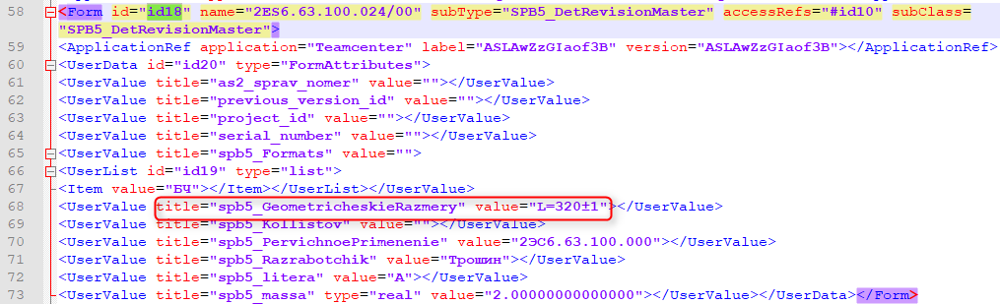 58 <Form id="id18" name="2ES6.63.100.024/00" subType="SPB5_DetRevisionMaster" accessRefs="#id10" subClass=
"SPB5_DetRevisionMaster">
59 <ApplicationRef application="Teamcenter" label="ASLAwZzGIaof3B" version="ASLAwZzGIaof3B"></ApplicationRef>
60 <UserData id="id20" type="FormAttributes">
61 <UserValue title="as2_sprav_nomer" value=""></UserValue>
62 <UserValue title="previous_version_id" value=""></UserValue>
63 <UserValue title="project_id" value=""></UserValue>
64 <UserValue title="serial_number" value=""></UserValue>
65 <UserValue title="spb5_Formats" value="">
66 <UserList id="id19" type="list">
67 <Item value="БЧ"></Item></UserList></UserValue>
68 <UserValue title="spb5_GeometricheskieRazmery" value="L=320±1"></UserValue>
69 <UserValue title="spb5_Kollistov" value=""></UserValue>
70 <UserValue title="spb5_PervichnoePrimenenie" value="2ЭС6.63.100.000"></UserValue>
71 <UserValue title="spb5_Razrabotchik" value="Трошин"></UserValue>
72 <UserValue title="spb5_litera" value="А"></UserValue>
73 <UserValue title="spb5_massa" type="real" value="2.00000000000000"></UserValue></UserData></Form>